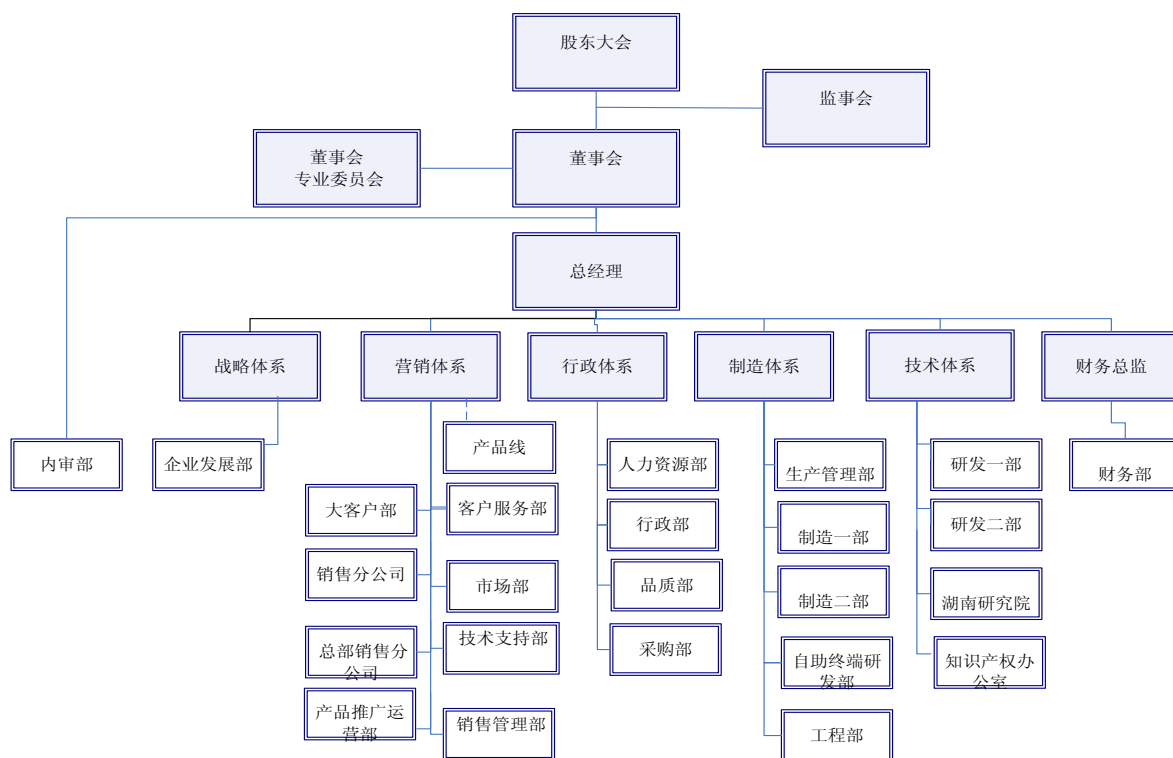 股东大会
监事会
董事会
专业委员会
董事会
总经理
战略体系
营销体系
行政体系
制造体系
技术体系
财务总监
内审部
企业发展部
产品线
人力资源部
生产管理部
研发一部
财务部
大客户部
客户服务部
行政部
制造一部
研发二部
销售分公司
市场部
品质部
制造二部
湖南研究院
总部销售分
公司
技术支持部
采购部
自助终端研
发部
知识产权办
公室
产品推广运
营部
销售管理部
工程部